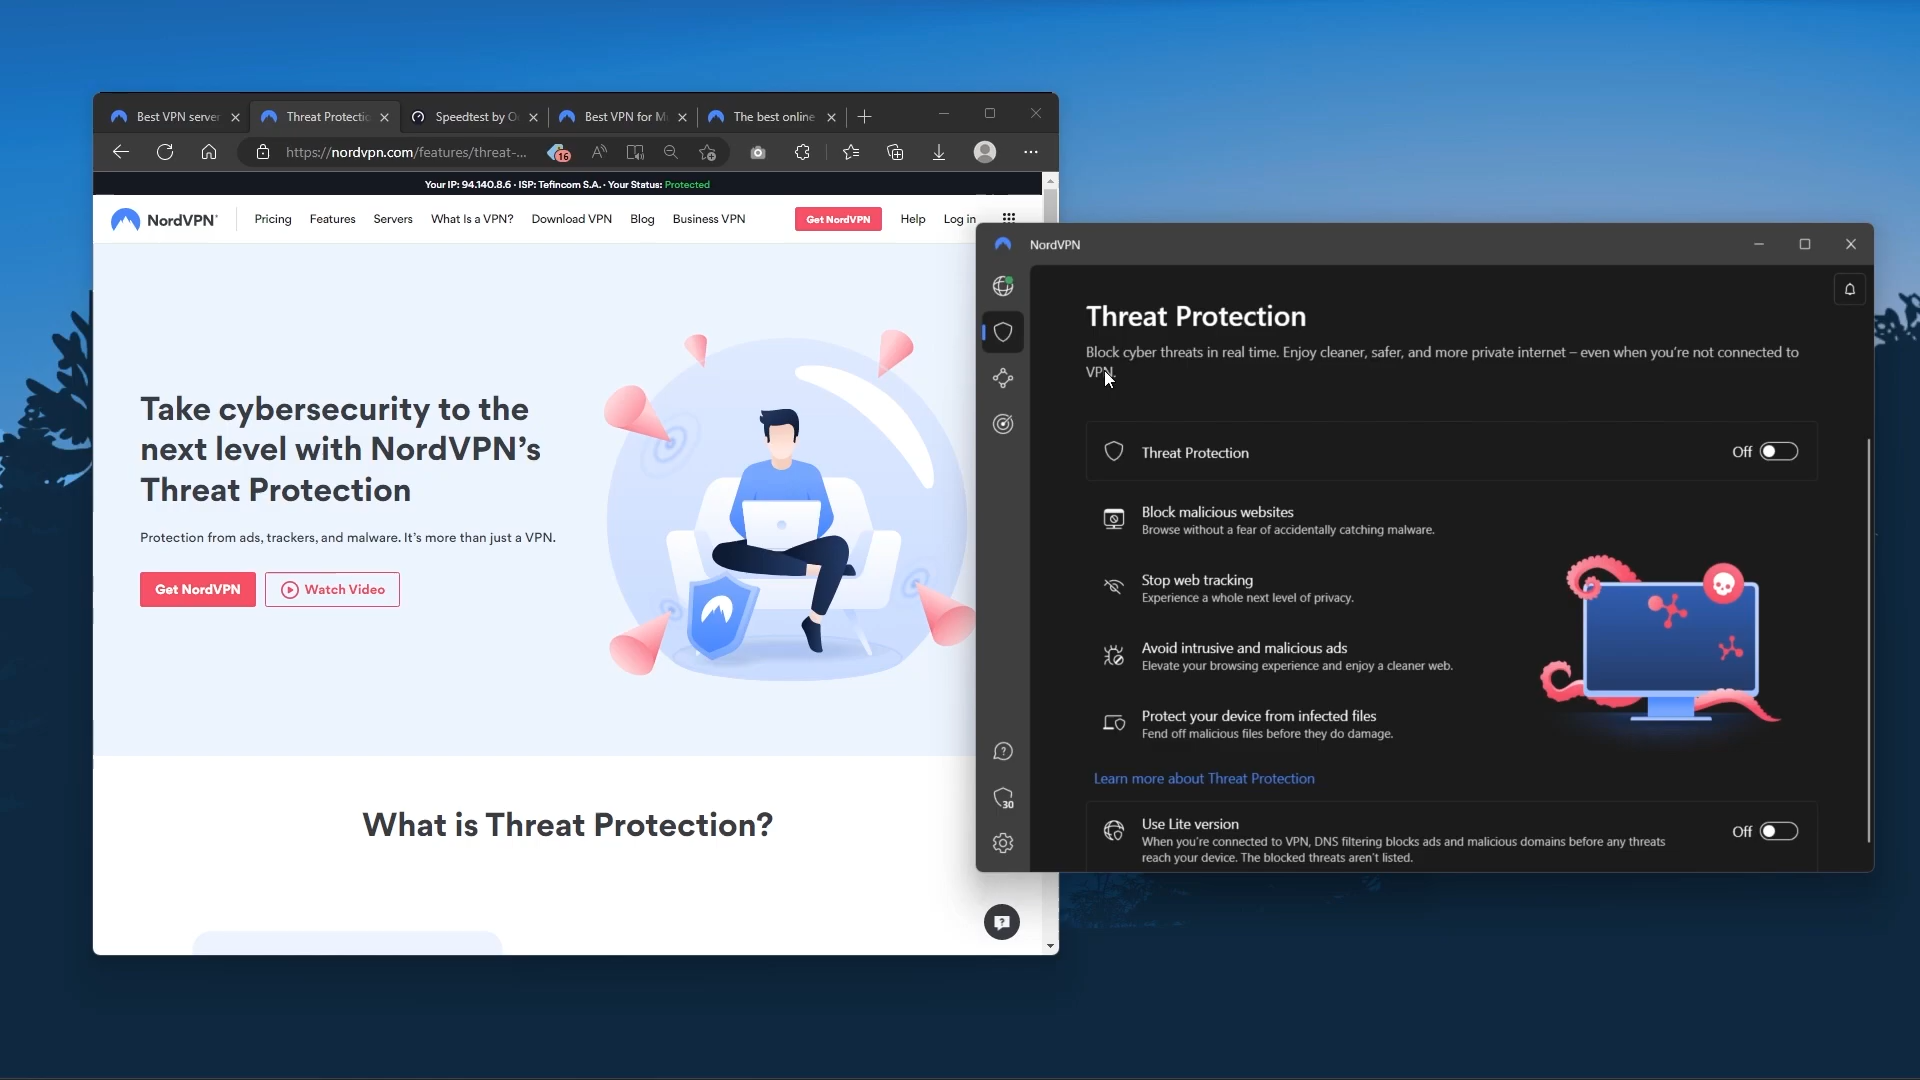 Best VPN server
Threat Protectio
Speedtest by O
Best VPN for M
The best online
https://nordvpn.com/features/threat-...
16
Your IP: 94.140.8.6 · ISP: Tefincom S.A. · Your Status: Protected
NordVPN®
Pricing
Features
Servers
What Is a VPN?
Download VPN
Blog
Business VPN
Get NordVPN
Help
Log in
Take cybersecurity to the
next level with NordVPN's
Threat Protection
Protection from ads, trackers, and malware. It's more than just a VPN.
Get NordVPN
Watch Video
What is Threat Protection?
NordVPN
Threat Protection
Block cyber threats in real time. Enjoy cleaner, safer, and more private internet – even when you're not connected to
VPN.
Threat Protection
Off
Block malicious websites
Browse without a fear of accidentally catching malware.
Stop web tracking
Experience a whole next level of privacy.
Avoid intrusive and malicious ads
Elevate your browsing experience and enjoy a cleaner web.
Protect your device from infected files
Fend off malicious files before they do damage.
Learn more about Threat Protection
30
Use Lite version
Off
When you're connected to VPN, DNS filtering blocks ads and malicious domains before any threats
reach your device. The blocked threats aren't listed.